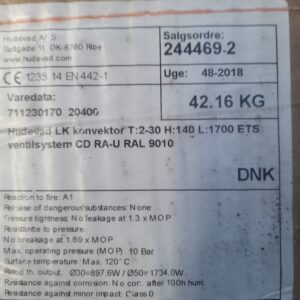 Hudevad A/S
Saltgade 11, DK-6760 Ribe
www.hudevad.com
Salgsordre:
244469-2
CE 1235 14 EN 442-1
Uge: 48-2018
Varedata:
711230170 20400
42,16 KG
Hudevad LK konvektor T:2-30 H:140 L:1700 ETS
ventilsystem CD RA-U RAL 9010
DNK
Reaction to fire: A1
Release of dangerous substances: None
Pressure tightness: No leakage at 1.3 x MOP
Resistance to pressure:
No breakage at 1.69 x MOP
Max. operating pressure (MOP): 10 Bar
Surface temperature: Max. 120° C
Rated th. output: Ø30=897.6W / Ø50=1734.0W
Resistance against corrosion: No corr. after 100h hum.
Resistance against minor impact: Class 0